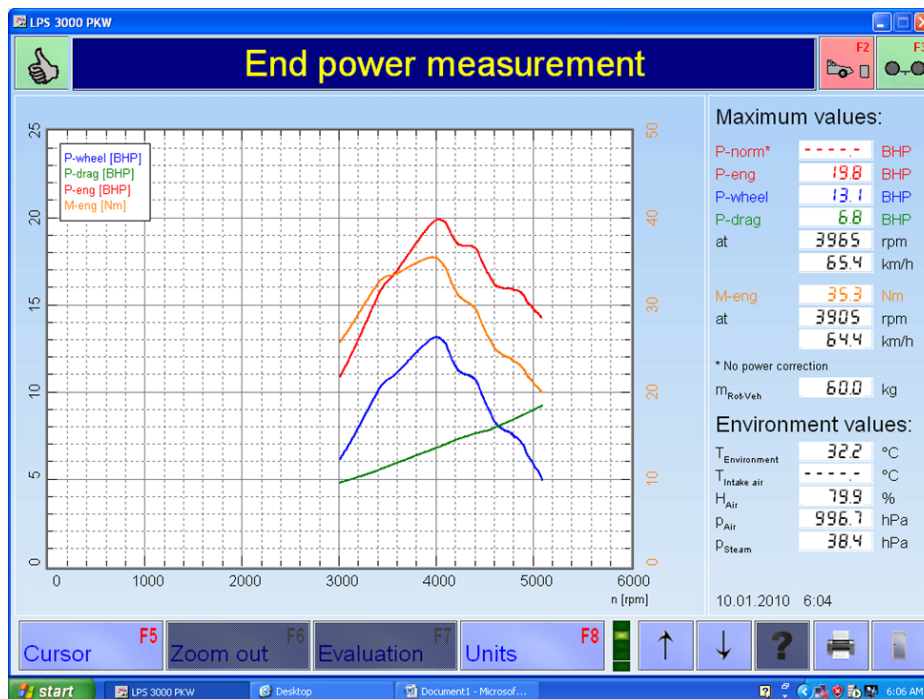 LPS 3000 PKW
End power measurement
F2
F3
25
20
15
10
5
0
P-wheel [BHP]
P-drag [BHP]
P-eng [BHP]
M-eng [Nm]
50
40
30
20
10
0
0 1000 2000 3000 4000 5000 6000
n [rpm]
Maximum values:
P-norm* ----.- BHP
P-eng 19.8 BHP
P-wheel 13.1 BHP
P-drag 6.8 BHP
at 3965 rpm
65.4 km/h
M-eng 35.3 Nm
at 3905 rpm
64.4 km/h
* No power correction
mRot-Veh 60.0 kg
Environment values:
TEnvironment 32.2 °C
TIntake air ----.- °C
HAir 79.9 %
pAir 996.7 hPa
pSteam 38.4 hPa
10.01.2010 6:04
Cursor F5
Zoom out F6
Evaluation F7
Units F8
?
start
LPS 3000 PKW
Desktop
Document1 - Microsof...
6:06 AM